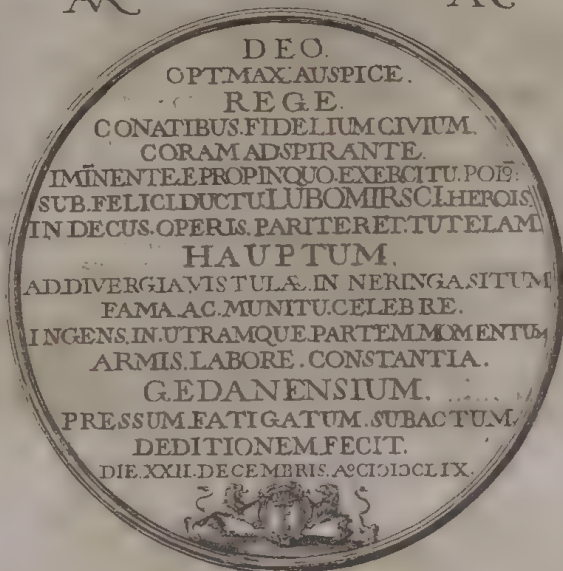 DEO.
OPT.MAX.AUSPICE.
REGE.
CONATIBUS.FIDELIUM CIVIUM.
CORAM ADSPIRANTE.
IMĪNENTE.E PROPINQUO.EXERCITU.POLꝰ:
SUB.FELICI.DUCTU.LUBOMIRSCI.HEROIS,
IN DECUS.OPERIS.PARITER.ET.TUTELAM.
HAUPTUM.
AD.DIVERGIA.VISTULÆ.IN NERINGA.SITUM
FAMA.AC.MUNITU.CELEBRE.
INGENS.IN.UTRAMQUE.PARTEM.MOMENTUM
ARMIS.LABORE.CONSTANTIA.
GEDANENSIUM.
PRESSUM.FATIGATUM.SUBACTUM.
DEDITIONEM.FECIT.
DIE.XXII.DECEMBRIS.Aº.CIↃIↃCLIX.